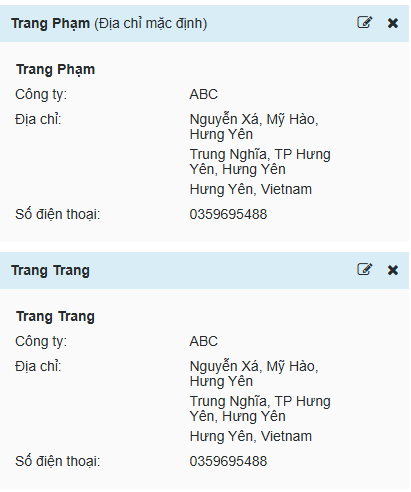 Trang Phạm (Địa chỉ mặc định)
Trang Phạm
Công ty: ABC
Địa chỉ: Nguyễn Xá, Mỹ Hào,
Hưng Yên
Trung Nghĩa, TP Hưng
Yên, Hưng Yên
Hưng Yên, Vietnam
Số điện thoại: 0359695488
Trang Trang
Trang Trang
Công ty: ABC
Địa chỉ: Nguyễn Xá, Mỹ Hào,
Hưng Yên
Trung Nghĩa, TP Hưng
Yên, Hưng Yên
Hưng Yên, Vietnam
Số điện thoại: 0359695488